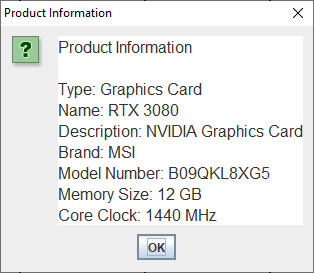 Product Information
?
Product Information
Type: Graphics Card
Name: RTX 3080
Description: NVIDIA Graphics Card
Brand: MSI
Model Number: B09QKL8XG5
Memory Size: 12 GB
Core Clock: 1440 MHz
OK